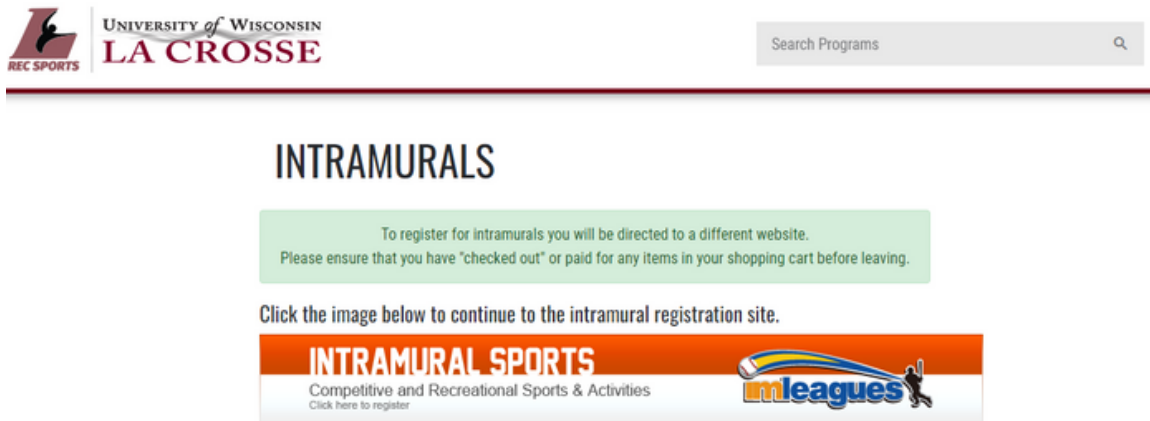 REC SPORTS
UNIVERSITY of WISCONSIN
LA CROSSE
Search Programs
INTRAMURALS
To register for intramurals you will be directed to a different website.
Please ensure that you have "checked out" or paid for any items in your shopping cart before leaving.
Click the image below to continue to the intramural registration site.
INTRAMURAL SPORTS
Competitive and Recreational Sports & Activities
Click here to register
imleagues